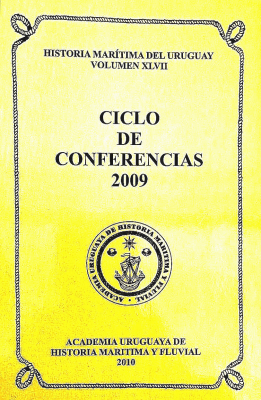 HISTORIA MARÍTIMA DEL URUGUAY
VOLUMEN XLVII
CICLO
DE
CONFERENCIAS
2009
ACADEMIA URUGUAYA DE HISTORIA MARITIMA Y FLUVIAL
ACADEMIA URUGUAYA DE
HISTORIA MARITIMA Y FLUVIAL
2010